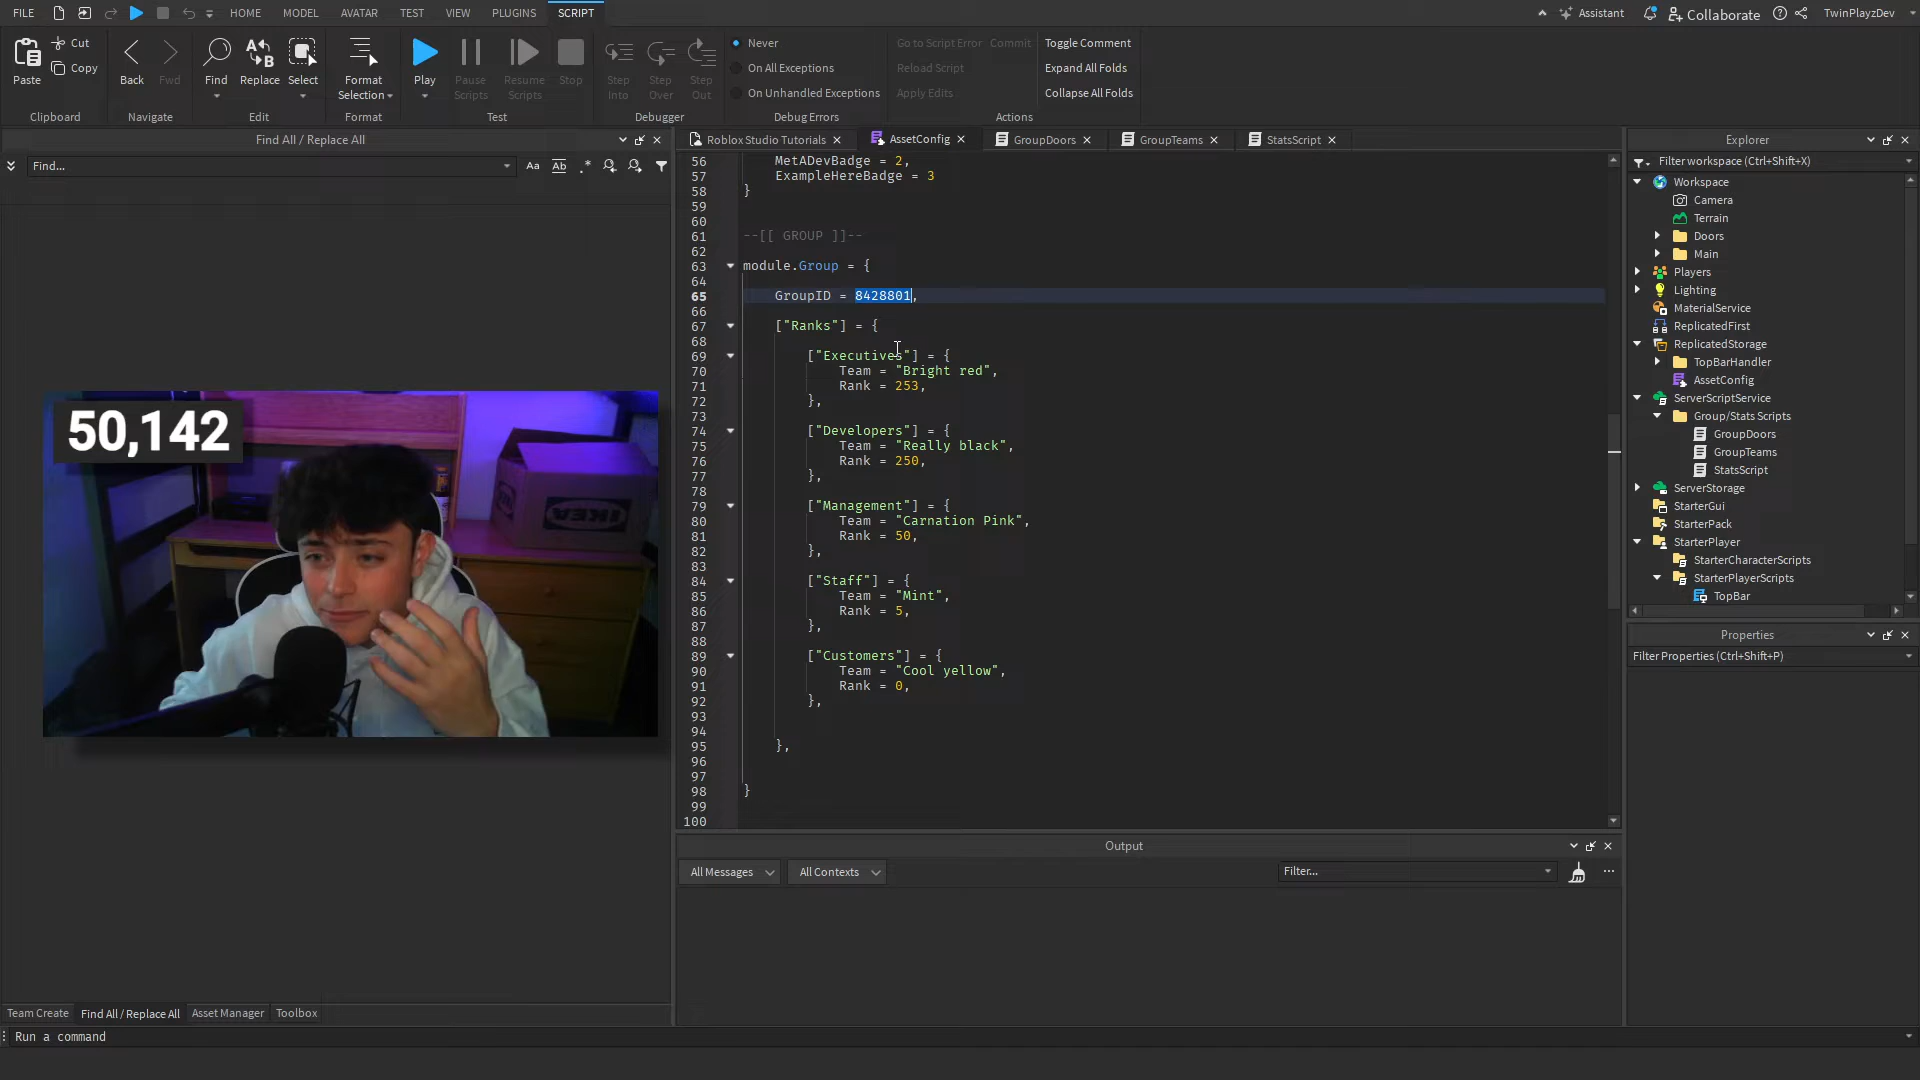 FILE HOME MODEL AVATAR TEST VIEW PLUGINS SCRIPT Assistant Collaborate TwinPlayzDev
Paste Cut Copy
Clipboard
Back Fwd
Navigate
Find Replace Select
Edit
Format Selection
Format
Play Pause Scripts Resume Scripts Stop
Test
Step Into Step Over Step Out
Debugger
Never
On All Exceptions
On Unhandled Exceptions
Debug Errors
Go to Script Error Commit
Reload Script
Apply Edits
Toggle Comment
Expand All Folds
Collapse All Folds
Actions
Find All / Replace All
Find...
Aa Ab .*
50,142
IKEA
Roblox Studio Tutorials AssetConfig GroupDoors GroupTeams StatsScript
56 MetADevBadge = 2,
57 ExampleHereBadge = 3
58 }
59
60
61 --[[ GROUP ]]--
62
63 module.Group = {
64
65 GroupID = 8428801,
66
67 ["Ranks"] = {
68
69 ["Executives"] = {
70 Team = "Bright red",
71 Rank = 253,
72 },
73
74 ["Developers"] = {
75 Team = "Really black",
76 Rank = 250,
77 },
78
79 ["Management"] = {
80 Team = "Carnation Pink",
81 Rank = 50,
82 },
83
84 ["Staff"] = {
85 Team = "Mint",
86 Rank = 5,
87 },
88
89 ["Customers"] = {
90 Team = "Cool yellow",
91 Rank = 0,
92 },
93
94
95 },
96
97
98 }
99
100
Output
All Messages All Contexts Filter...
Explorer
Filter workspace (Ctrl+Shift+X)
Workspace
Camera
Terrain
Doors
Main
Players
Lighting
MaterialService
ReplicatedFirst
ReplicatedStorage
TopBarHandler
AssetConfig
ServerScriptService
Group/Stats Scripts
GroupDoors
GroupTeams
StatsScript
ServerStorage
StarterGui
StarterPack
StarterPlayer
StarterCharacterScripts
StarterPlayerScripts
TopBar
Properties
Filter Properties (Ctrl+Shift+P)
Team Create Find All / Replace All Asset Manager Toolbox
Run a command